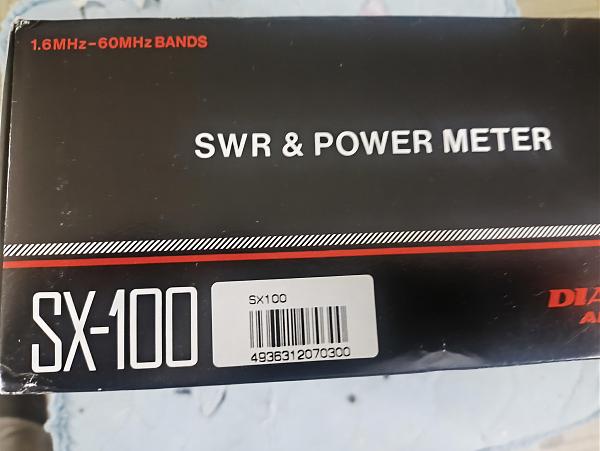 1.6MHz-60MHz BANDS
SWR & POWER METER
SX-100
SX100
4936312070300